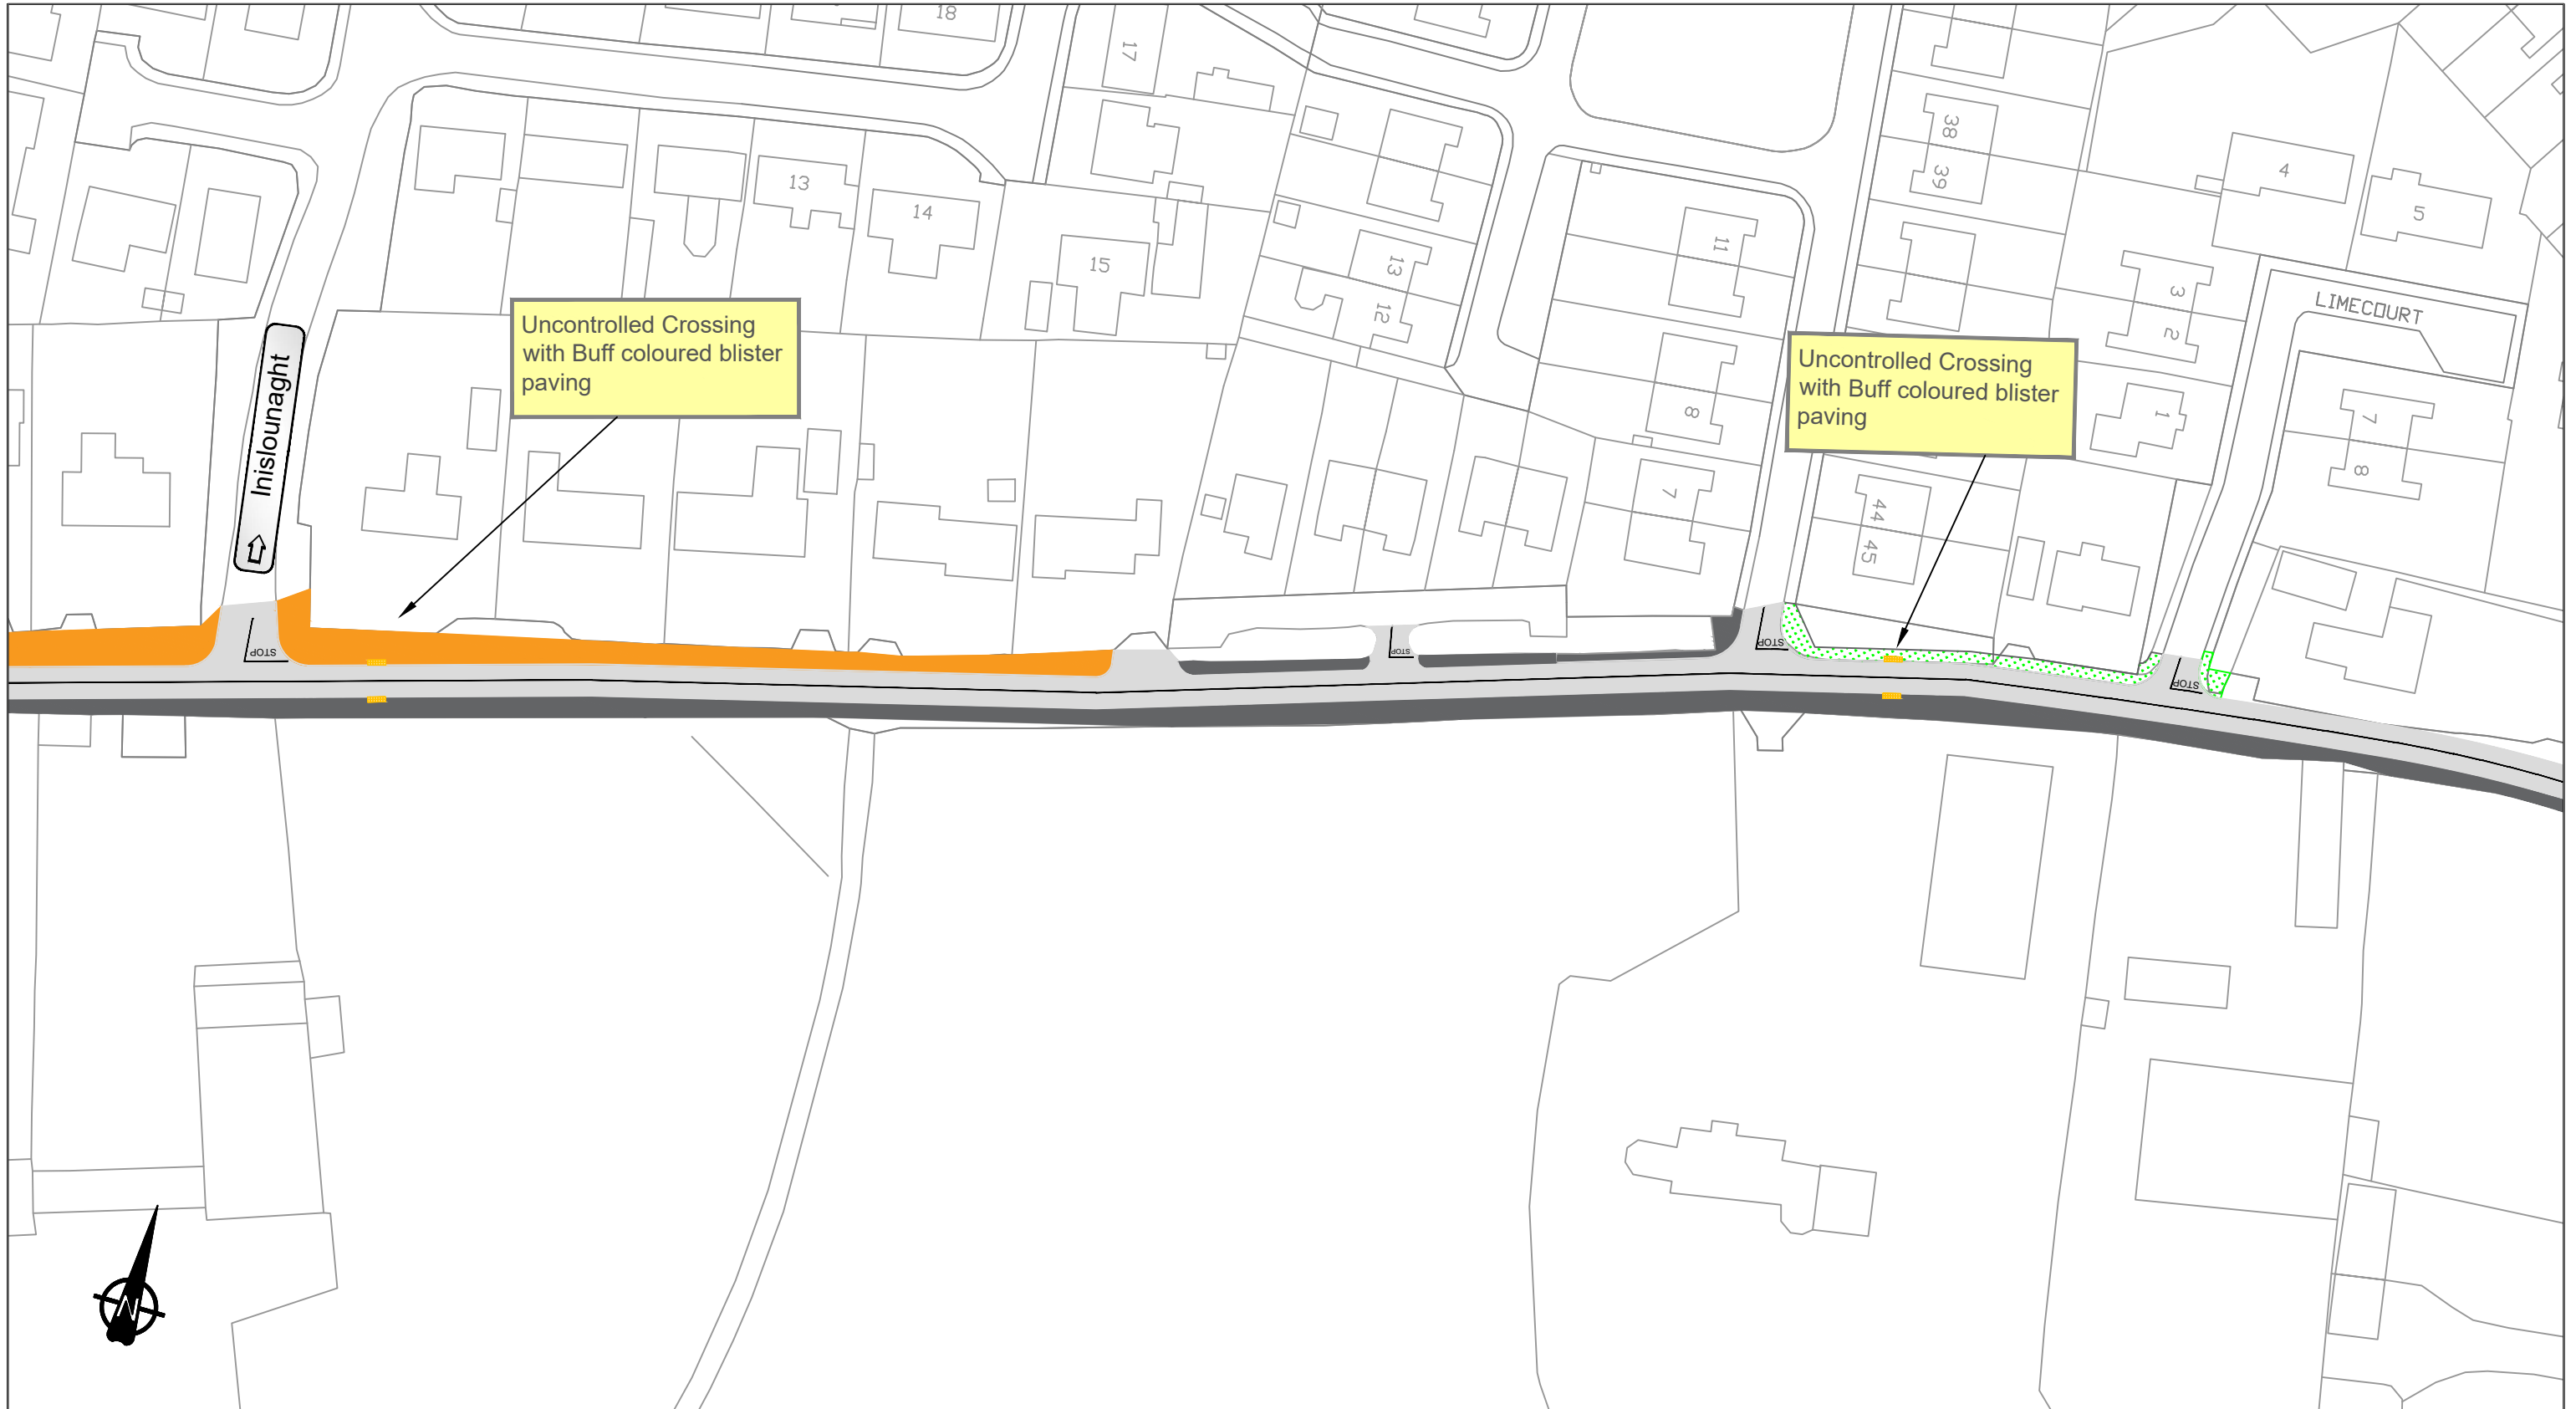 18
17
38
39
4
5
13
14
15
11
13
12
3
2
LIMECOURT
Uncontrolled Crossing
with Buff coloured blister
paving
Uncontrolled Crossing
with Buff coloured blister
paving
Inislounaght
8
1
7
8
7
44
45
STOP
STOP
STOP
STOP
N